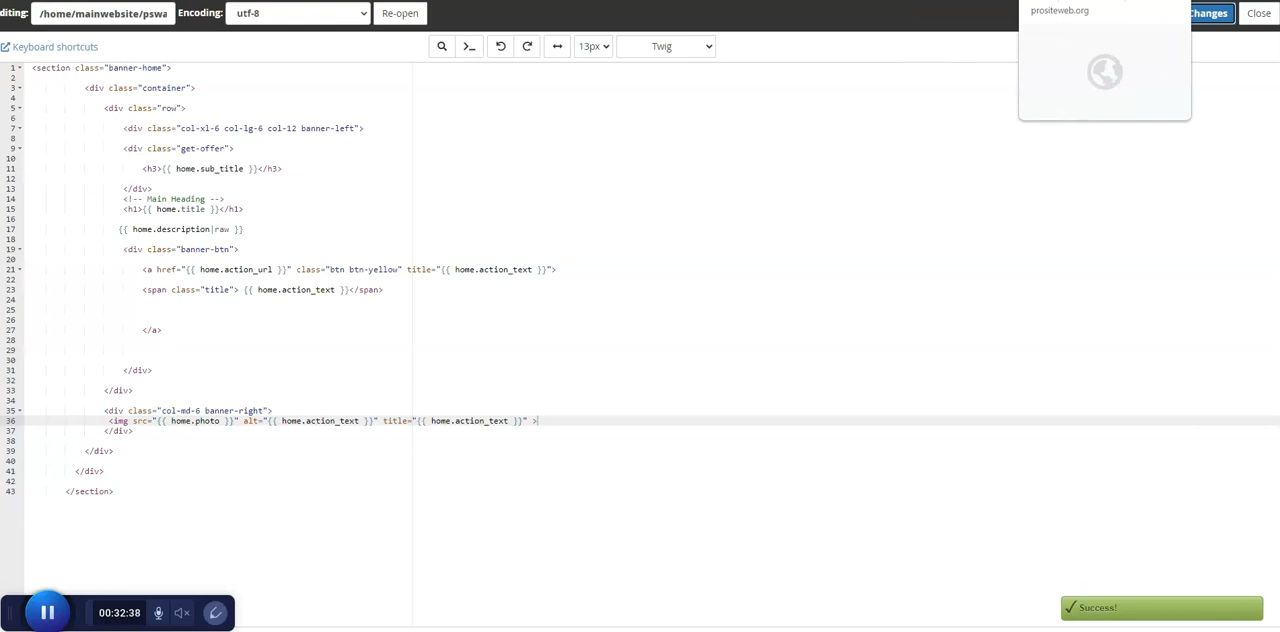 diting: /home/mainwebsite/pswa Encoding: utf-8 Re-open Changes Close
prositeweb.org
Keyboard shortcuts 13px Twig
1 <section class="banner-home">
2
3 <div class="container">
4
5 <div class="row">
6
7 <div class="col-xl-6 col-lg-6 col-12 banner-left">
8
9 <div class="get-offer">
10
11 <h3>{{ home.sub_title }}</h3>
12
13 </div>
14 <!-- Main Heading -->
15 <h1>{{ home.title }}</h1>
16
17 {{ home.description|raw }}
18
19 <div class="banner-btn">
20
21 <a href="{{ home.action_url }}" class="btn btn-yellow" title="{{ home.action_text }}">
22
23 <span class="title"> {{ home.action_text }}</span>
24
25
26
27 </a>
28
29
30
31 </div>
32
33 </div>
34
35 <div class="col-md-6 banner-right">
36 <img src="{{ home.photo }}" alt="{{ home.action_text }}" title="{{ home.action_text }}" >
37 </div>
38
39 </div>
40
41 </div>
42
43 </section>
00:32:38
Success!